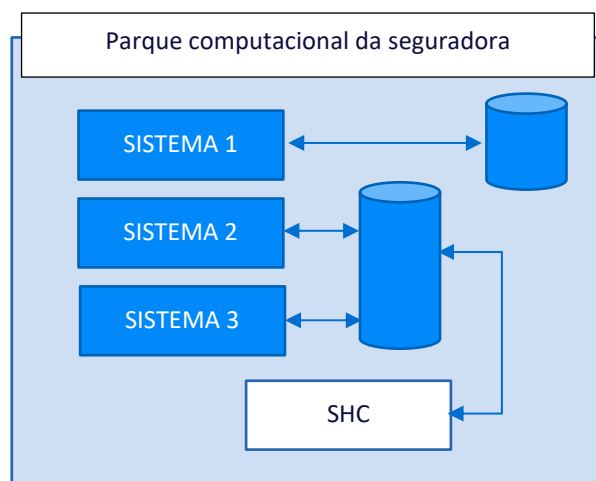 Parque computacional da seguradora
SISTEMA 1
SISTEMA 2
SISTEMA 3
SHC